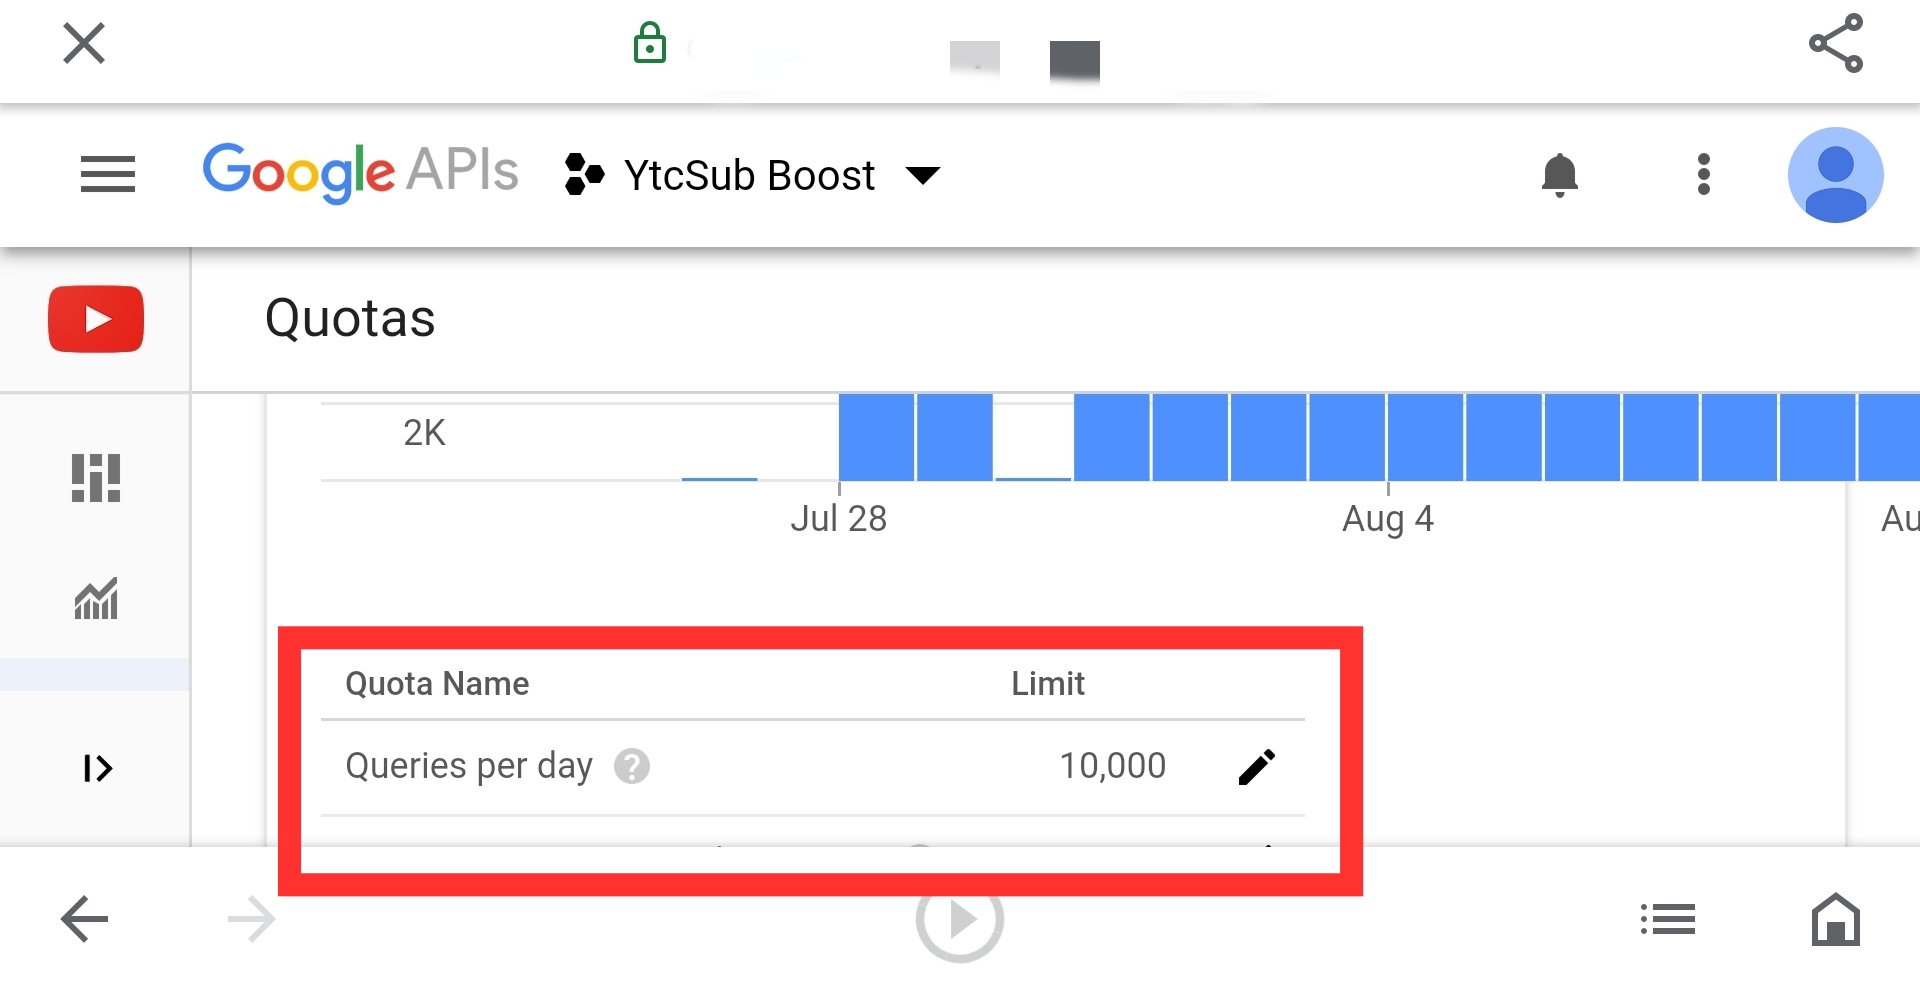 Google APIs YtcSub Boost
Quotas
2K
Jul 28 Aug 4 Au
Quota Name Limit
Queries per day ? 10,000